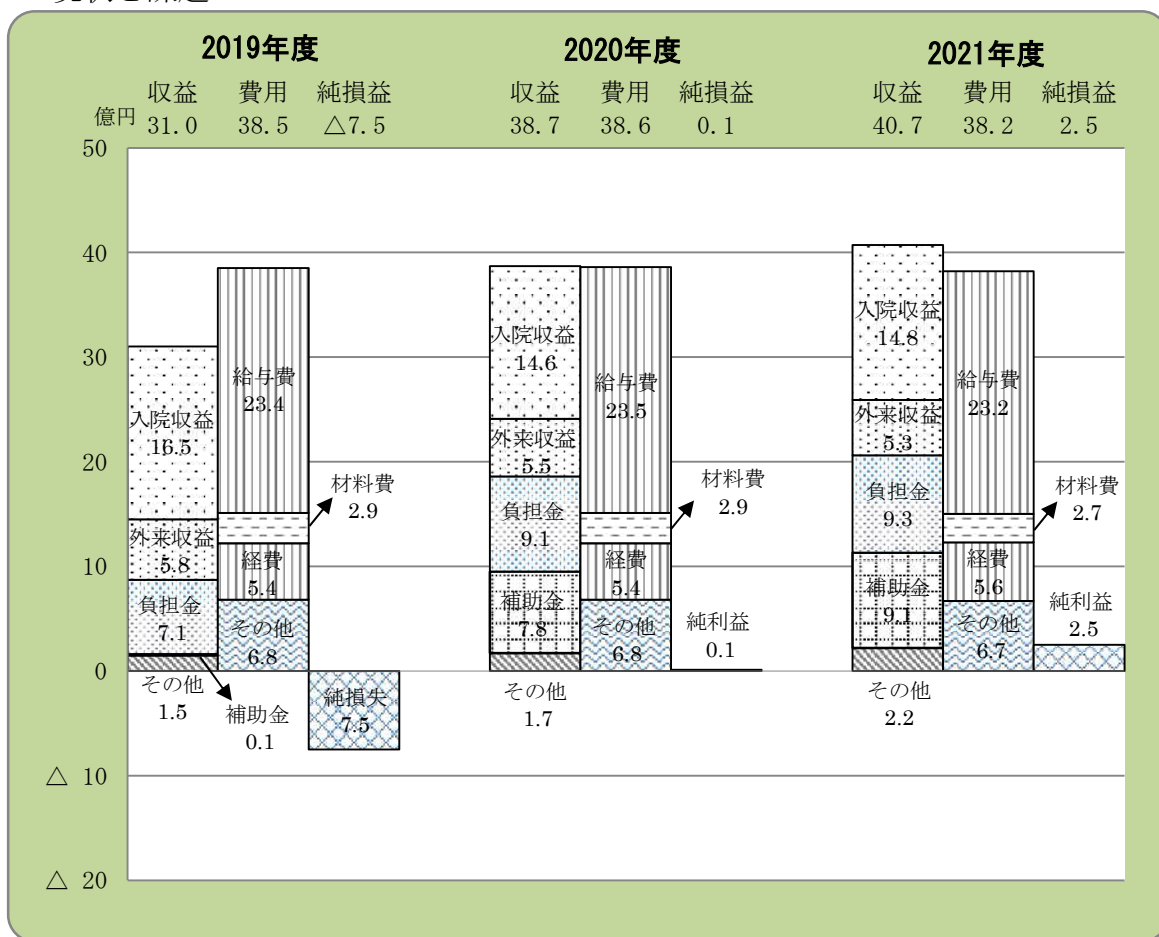 2019年度 2020年度 2021年度
収益 費用 純損益 収益 費用 純損益 収益 費用 純損益
億円 31.0 38.5 △7.5 38.7 38.6 0.1 40.7 38.2 2.5
50
40
30
20
10
0
△ 10
△ 20
入院収益
16.5
外来収益
5.8
負担金
7.1
その他
1.5
補助金
0.1
給与費
23.4
材料費
2.9
経費
5.4
その他
6.8
純損失
7.5
入院収益
14.6
外来収益
5.5
負担金
9.1
補助金
7.8
その他
1.7
給与費
23.5
材料費
2.9
経費
5.4
その他
6.8
純利益
0.1
入院収益
14.8
外来収益
5.3
負担金
9.3
補助金
9.1
その他
2.2
給与費
23.2
材料費
2.7
経費
5.6
その他
6.7
純利益
2.5